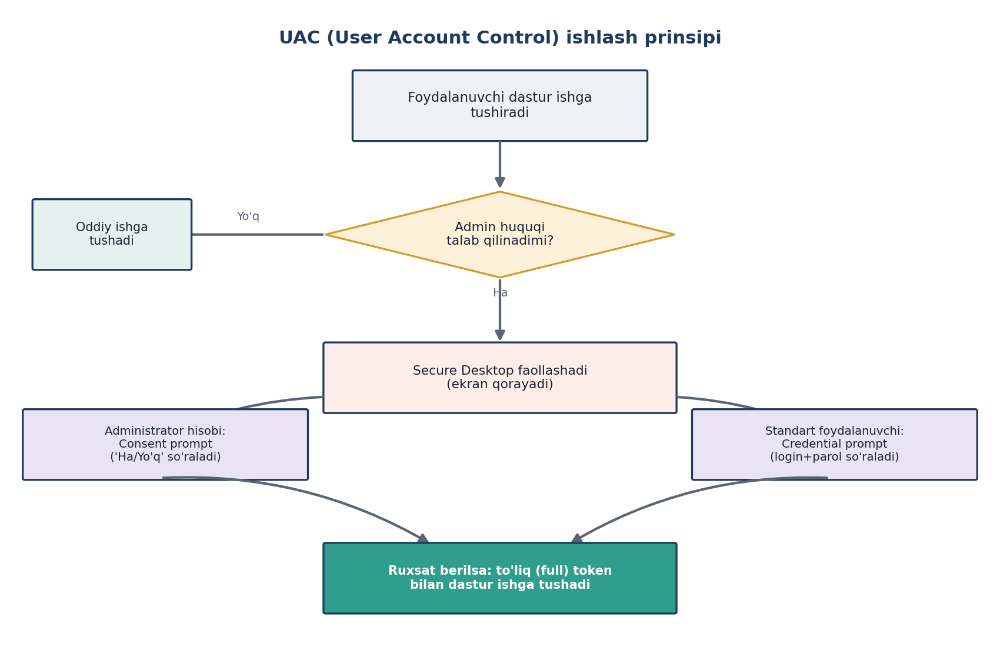 UAC (User Account Control) ishlash prinsipi
Foydalanuvchi dastur ishga
tushiradi
Admin huquqi
talab qilinadimi?
Yo'q
Oddiy ishga
tushadi
Ha
Secure Desktop faollashadi
(ekran qorayadi)
Administrator hisobi:
Consent prompt
('Ha/Yo'q' so'raladi)
Standart foydalanuvchi:
Credential prompt
(login+parol so'raladi)
Ruxsat berilsa: to'liq (full) token
bilan dastur ishga tushadi